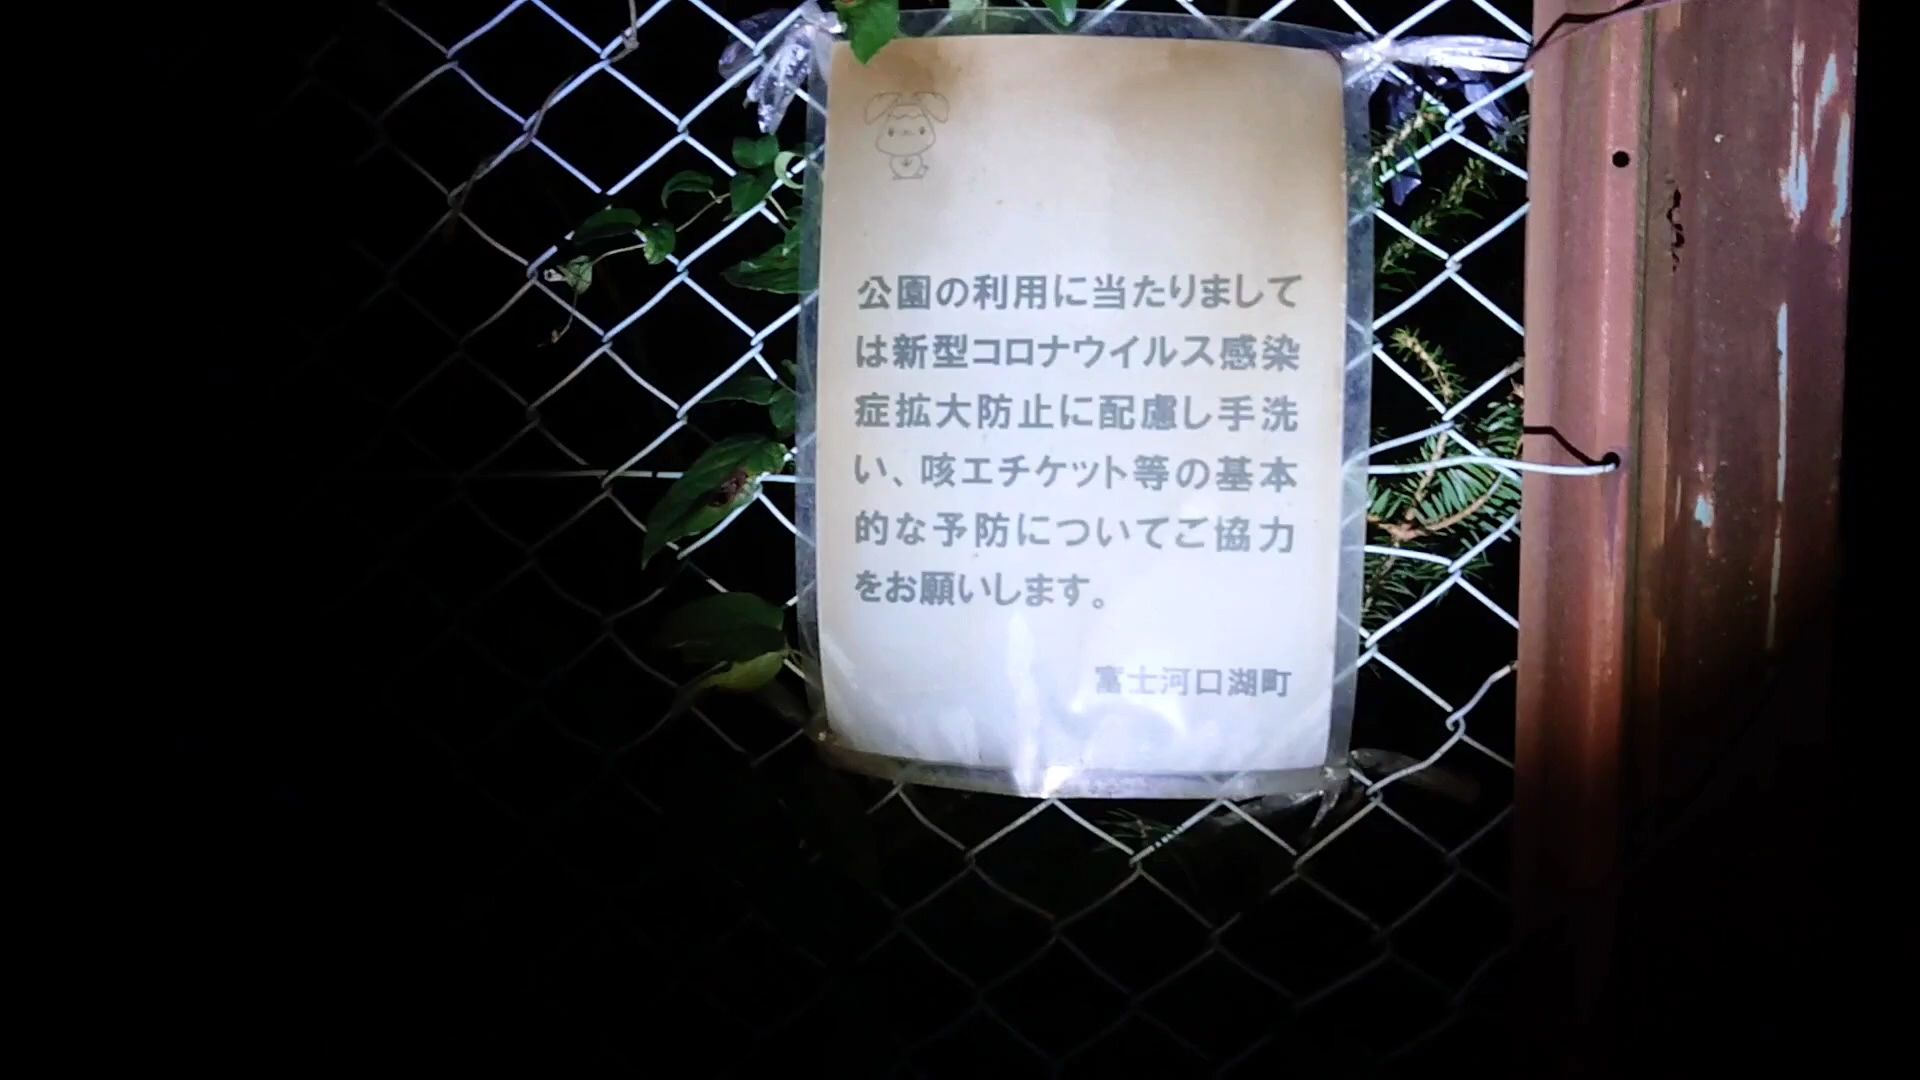 公園の利用に当たりまして
は新型コロナウイルス感染
症拡大防止に配慮し手洗
い、咳エチケット等の基本
的な予防についてご協力
をお願いします。
富士河口湖町